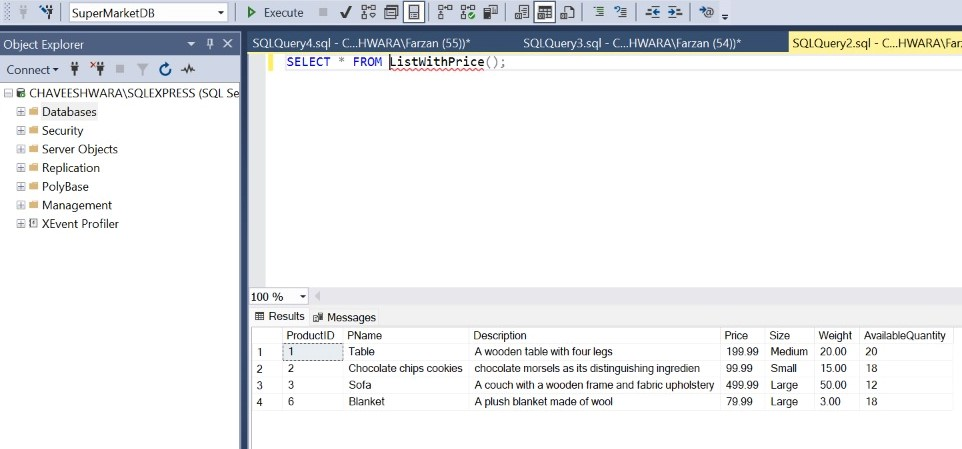 SuperMarketDB Execute
Object Explorer
SQLQuery4.sql - C...HWARA\Farzan (55))* SQLQuery3.sql - C...HWARA\Farzan (54))* SQLQuery2.sql - C...HWARA\Far
Connect
CHAVEESHWARA\SQLEXPRESS (SQL Se
Databases
Security
Server Objects
Replication
PolyBase
Management
XEvent Profiler
SELECT * FROM ListWithPrice();
100 %
Results Messages
ProductID PName Description Price Size Weight AvailableQuantity
1 1 Table A wooden table with four legs 199.99 Medium 20.00 20
2 2 Chocolate chips cookies chocolate morsels as its distinguishing ingredien 99.99 Small 15.00 18
3 3 Sofa A couch with a wooden frame and fabric upholstery 499.99 Large 50.00 12
4 6 Blanket A plush blanket made of wool 79.99 Large 3.00 18